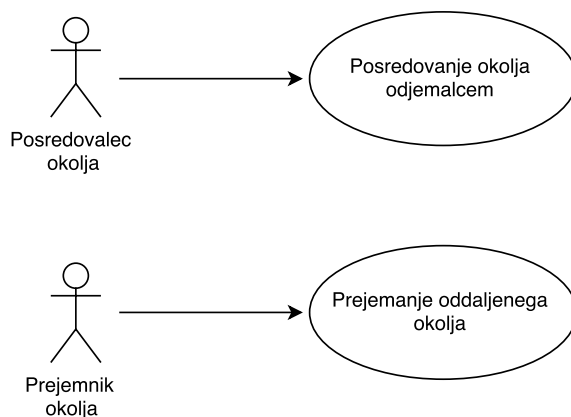 Posredovalec
okolja
Posredovanje okolja
odjemalcem
Prejemnik
okolja
Prejemanje oddaljenega
okolja